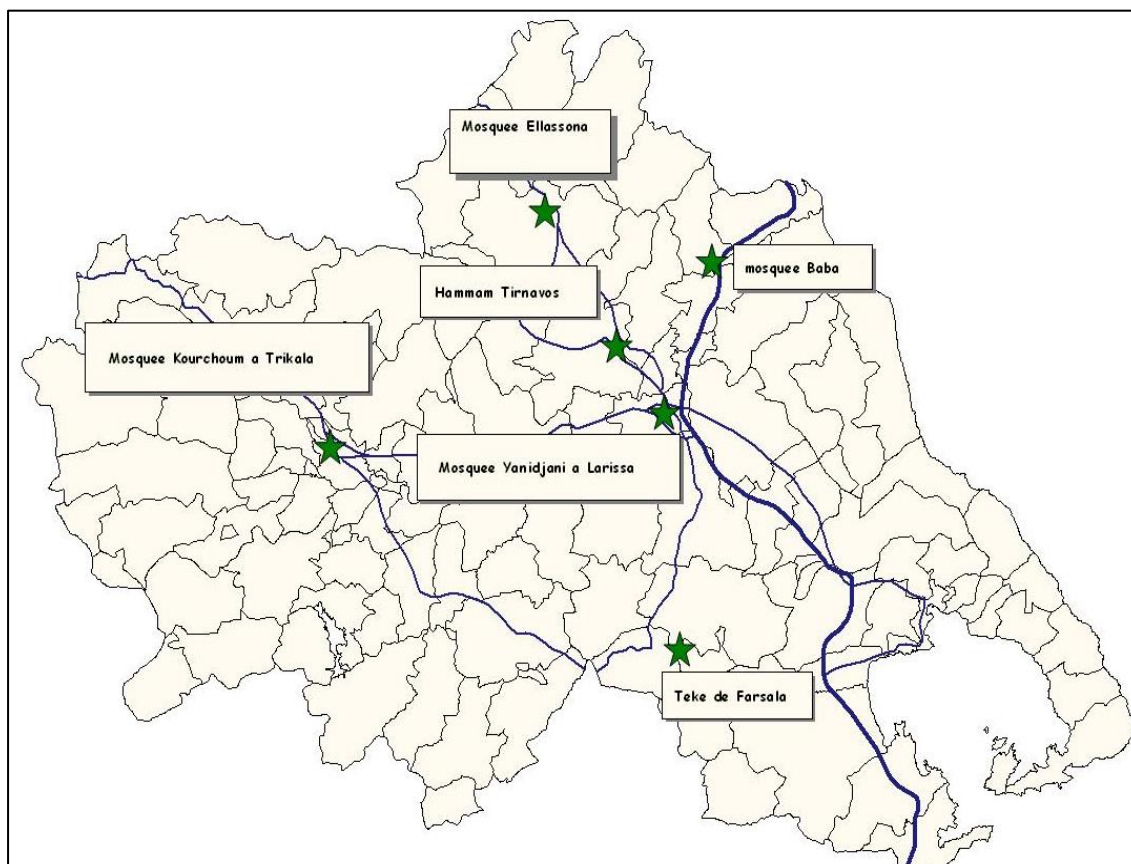 Mosquee Ellassona
mosquee Baba
Hammam Tirnavos
Mosquee Kourchoum a Trikala
Mosquee Yanidjani a Larissa
Teke de Farsala